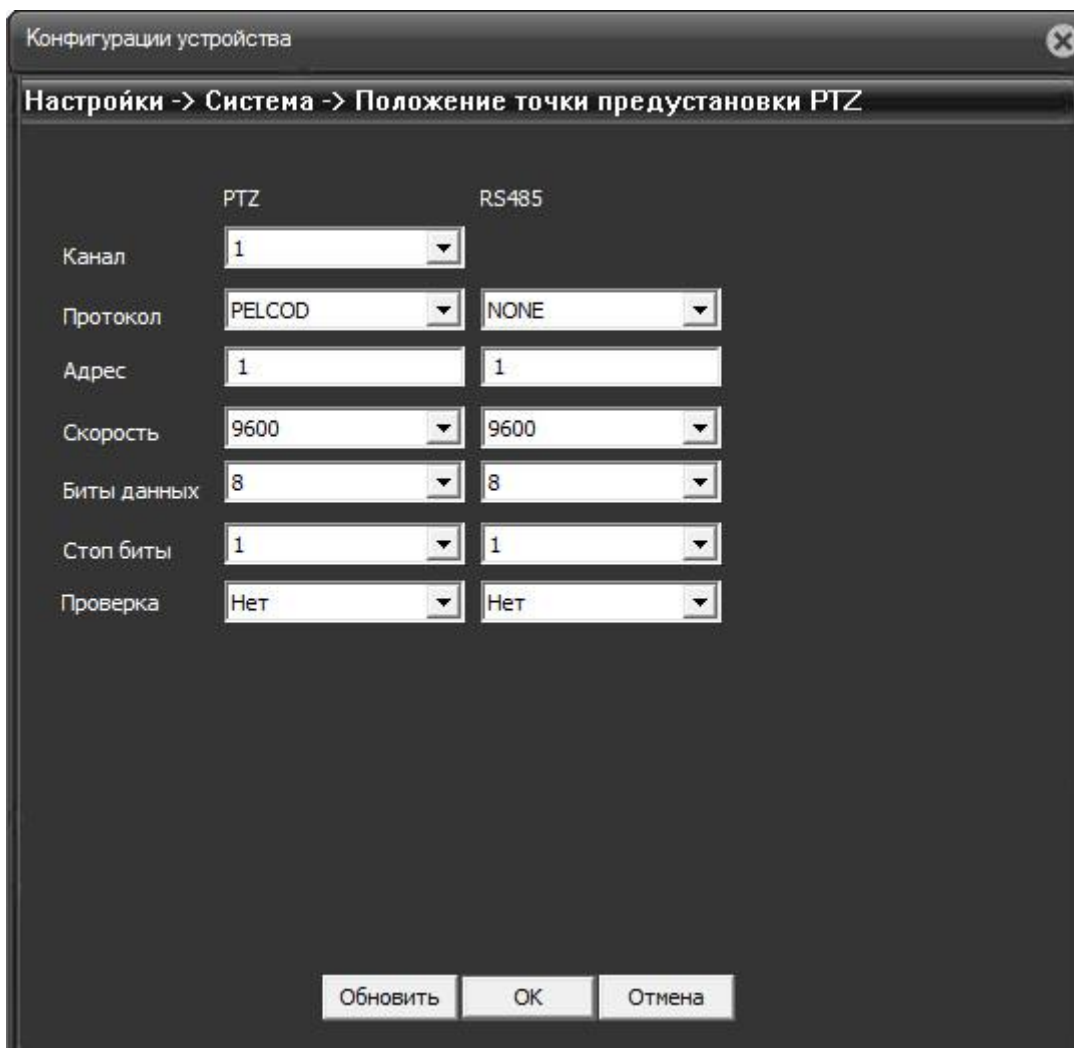 Конфигурации устройства
Настройки -> Система -> Положение точки предустановки PTZ
PTZ RS485
Канал 1
Протокол PELCOD NONE
Адрес 1 1
Скорость 9600 9600
Биты данных 8 8
Стоп биты 1 1
Проверка Нет Нет
Обновить OK Отмена